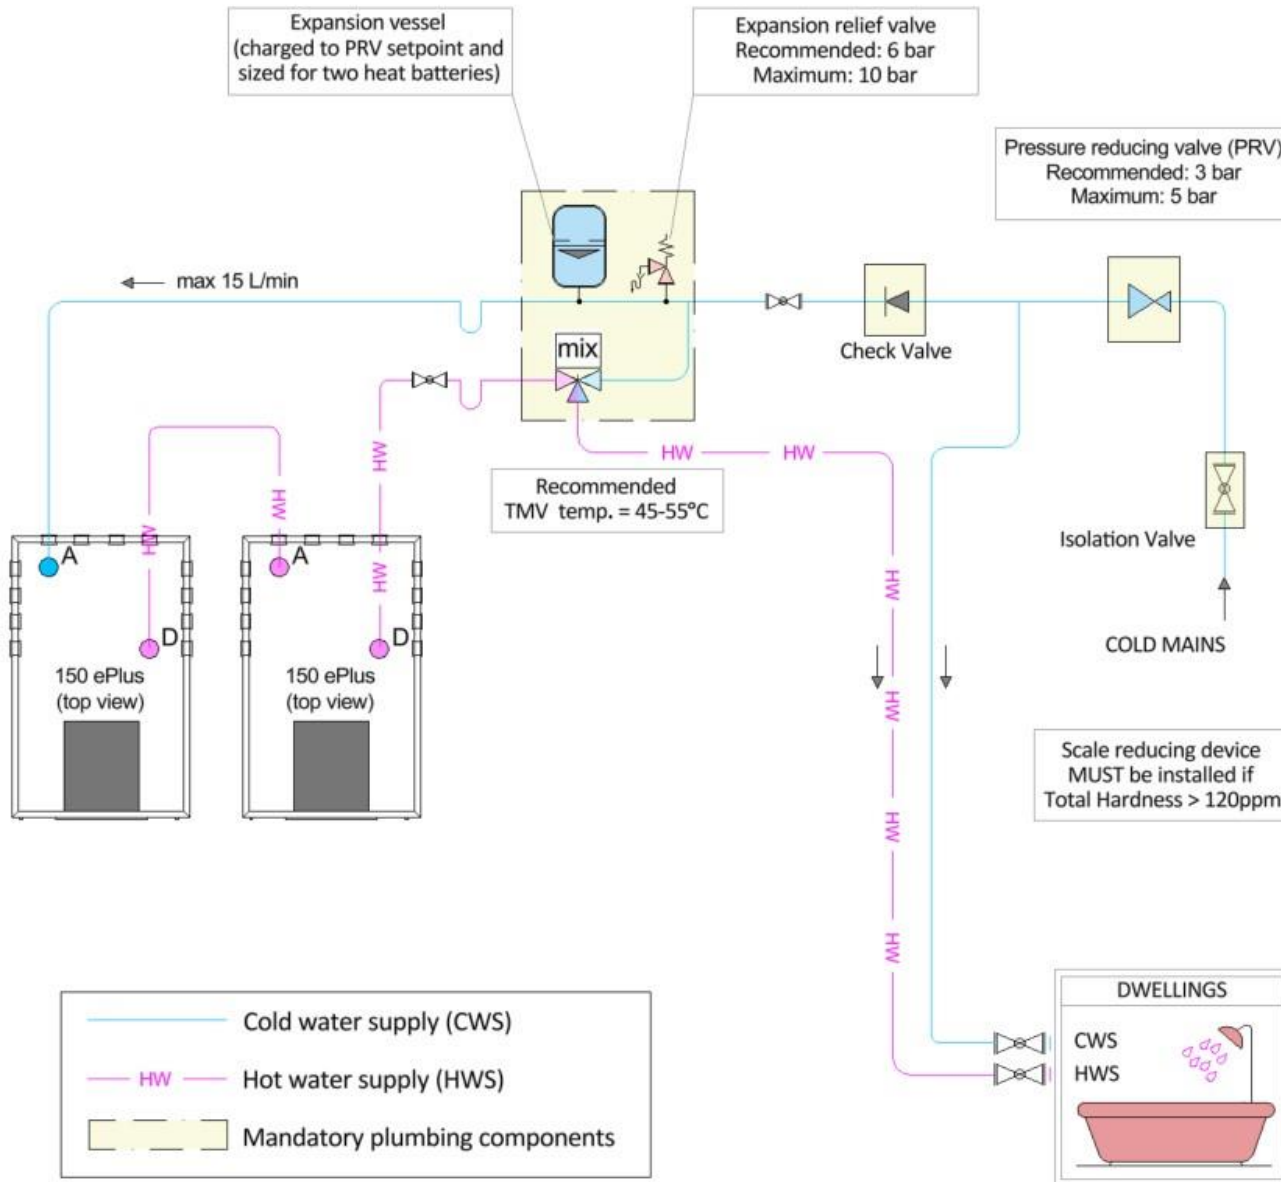 Expansion vessel
(charged to PRV setpoint and
sized for two heat batteries)
Expansion relief valve
Recommended: 6 bar
Maximum: 10 bar
Pressure reducing valve (PRV)
Recommended: 3 bar
Maximum: 5 bar
max 15 L/min
mix
Check Valve
HW
HW
HW
HW
Recommended
TMV temp. = 45-55°C
HW
HW
Isolation Valve
A
A
HW
HW
D
D
COLD MAINS
150 ePlus
(top view)
150 ePlus
(top view)
HW
Scale reducing device
MUST be installed if
Total Hardness > 120ppm
HW
HW
DWELLINGS
CWS
HWS
Cold water supply (CWS)
HW
Hot water supply (HWS)
Mandatory plumbing components